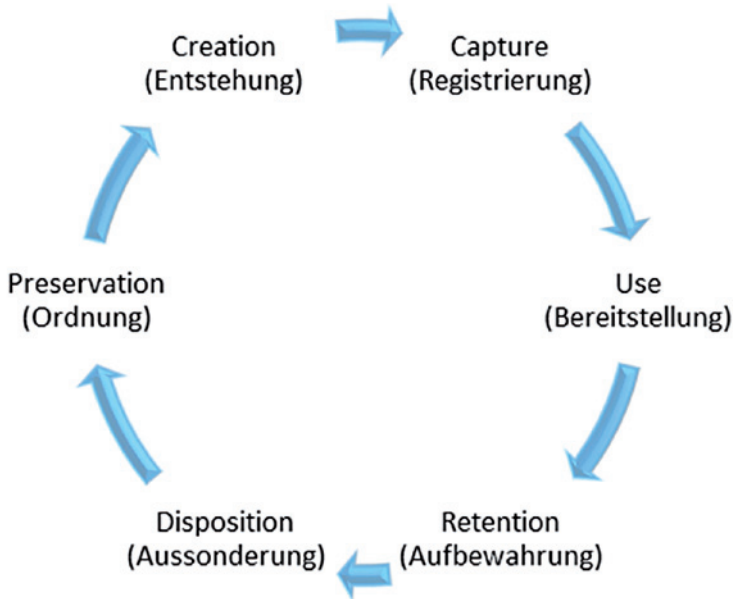 Creation
(Entstehung)
Capture
(Registrierung)
Use
(Bereitstellung)
Retention
(Aufbewahrung)
Disposition
(Aussonderung)
Preservation
(Ordnung)